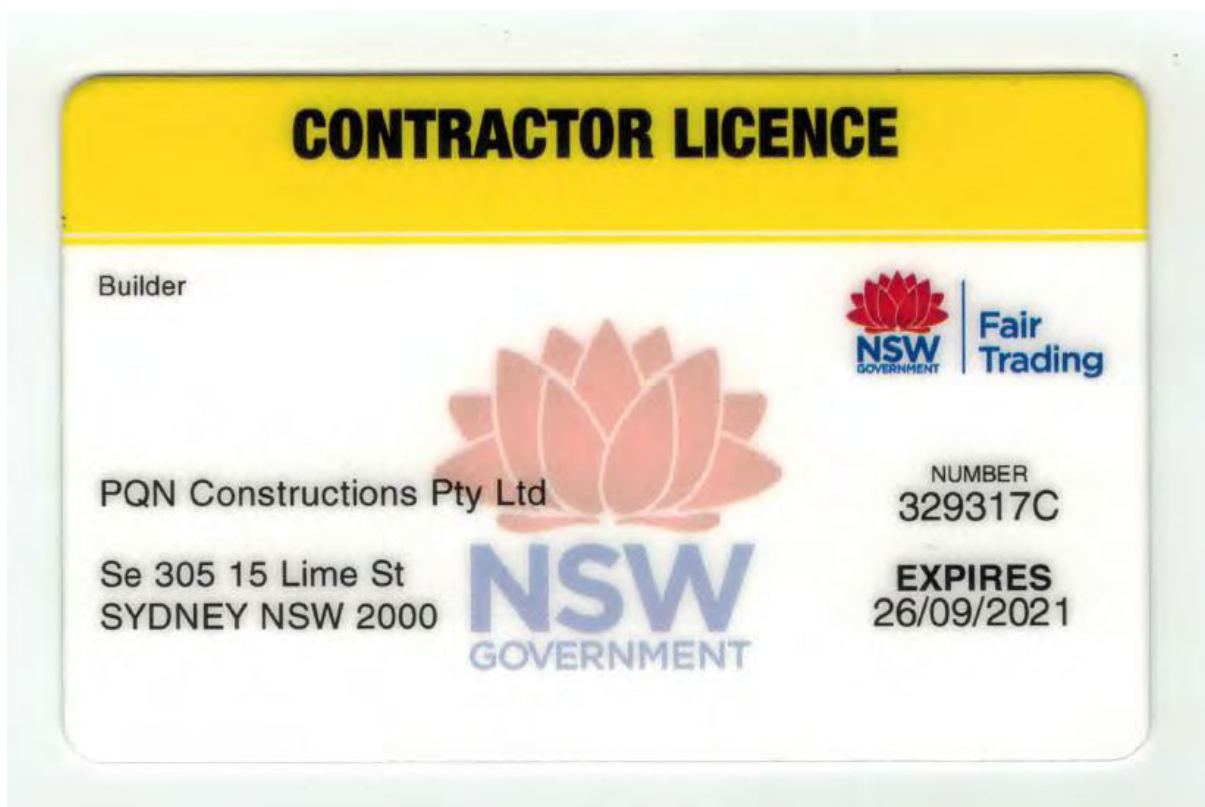 CONTRACTOR LICENCE
Builder
NSW
GOVERNMENT
Fair
Trading
PQN Constructions Pty Ltd
NUMBER
329317C
Se 305 15 Lime St
SYDNEY NSW 2000
EXPIRES
26/09/2021
NSW
GOVERNMENT